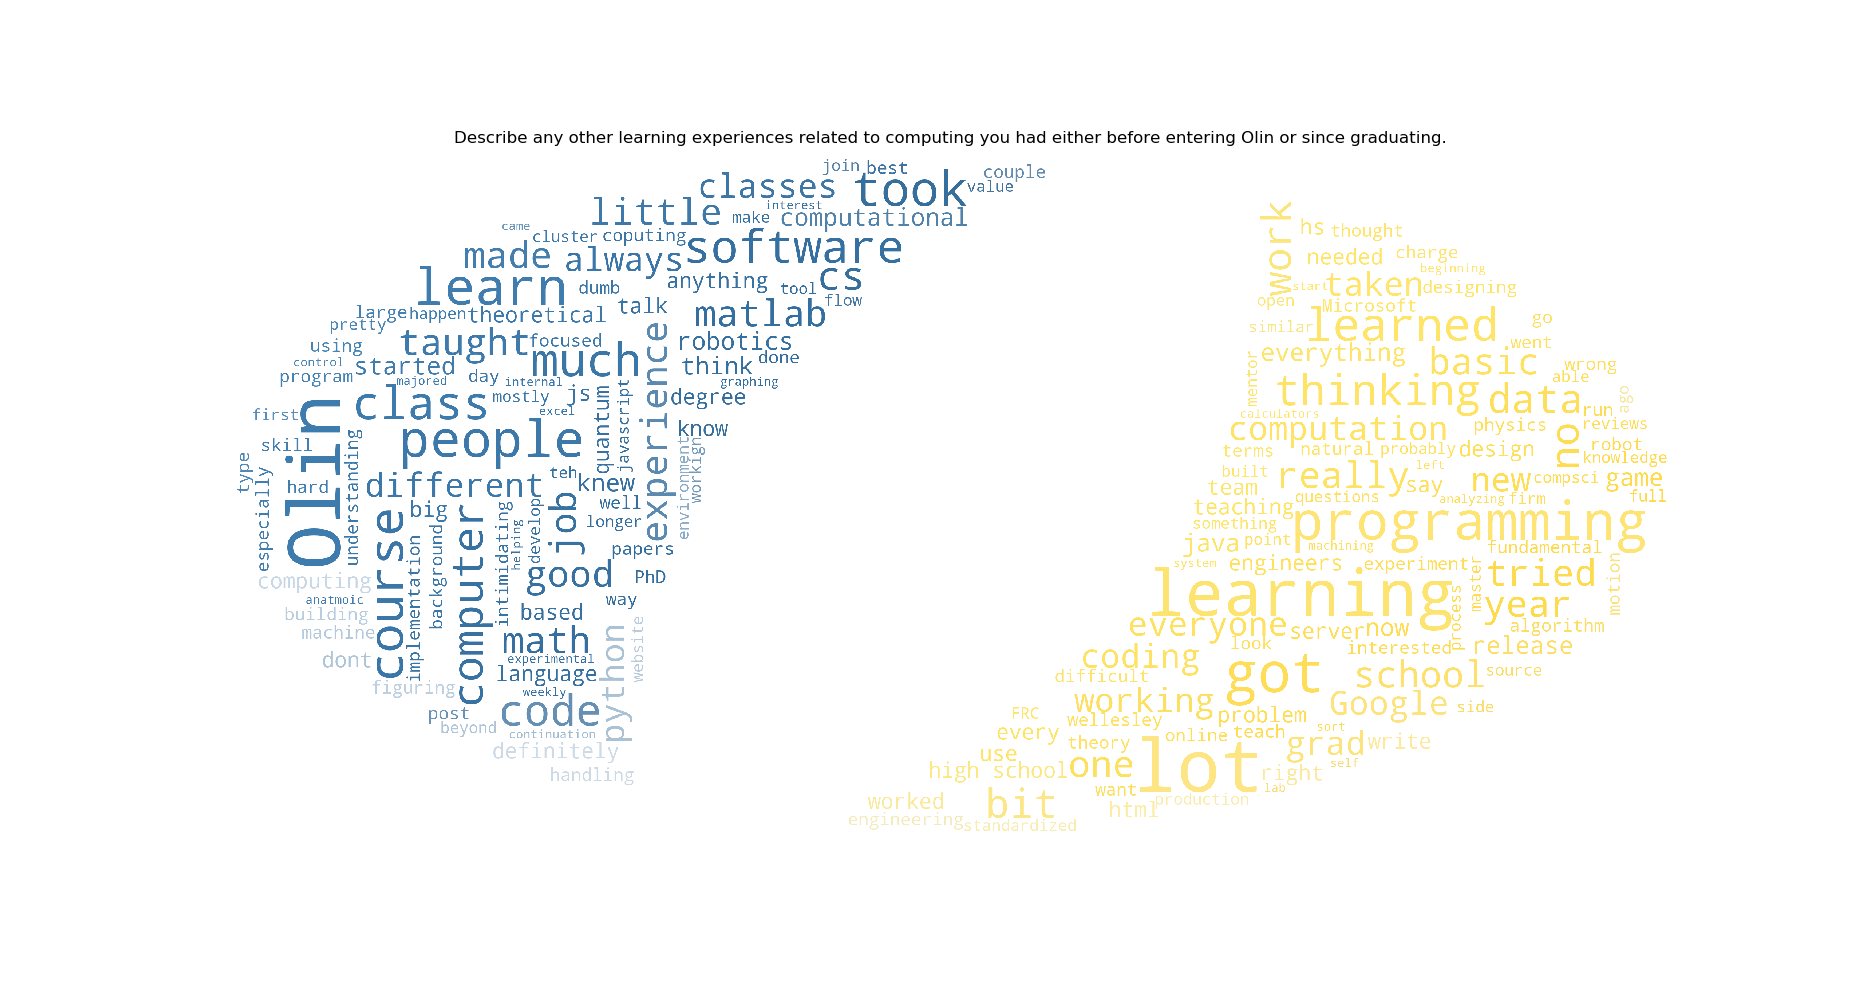 Describe any other learning experiences related to computing you had either before entering Olin or since graduating.
join
best
couple
classes
took
value
interest
little
make
computational
came
cluster
coputing
software
made
always
anything
cs
learn
dumb
tool
flow
talk
large
happen
theoretical
matlab
pretty
taught
focused
robotics
using
much
experience
think
done
control
started
program
majored
day
internal
graphing
mostly
js
quantum
javascript
degree
class
excel
first
Olin
people
know
skill
understanding
type
especially
hard
different
teh
knew
environment
workign
big
well
job
longer
course
computer
background
intimidating
helping
develop
papers
implementation
good
PhD
computing
anatmoic
way
based
building
machine
math
python
website
dont
experimental
language
figuring
weekly
code
post
beyond
continuation
definitely
handling
work
hs
thought
needed
charge
beginning
start
taken
designing
open
Microsoft
similar
learned
go
went
everything
basic
wrong
mentor
thinking
able
data
ago
calculators
run
computation
physics
no
reviews
terms
natural
probably
design
robot
knowledge
built
really
left
new
compsci
game
team
say
questions
analyzing
firm
full
teaching
something
programming
java
point
machining
fundamental
system
engineers
experiment
master
tried
motion
learning
year
everyone
server
now
process
algorithm
look
interested
release
coding
got
school
source
difficult
working
Google
side
FRC
wellesley
problem
every
theory
online
teach
sort
grad
write
use
lot
self
high school
one
right
want
lab
worked
bit
production
html
engineering
standardized